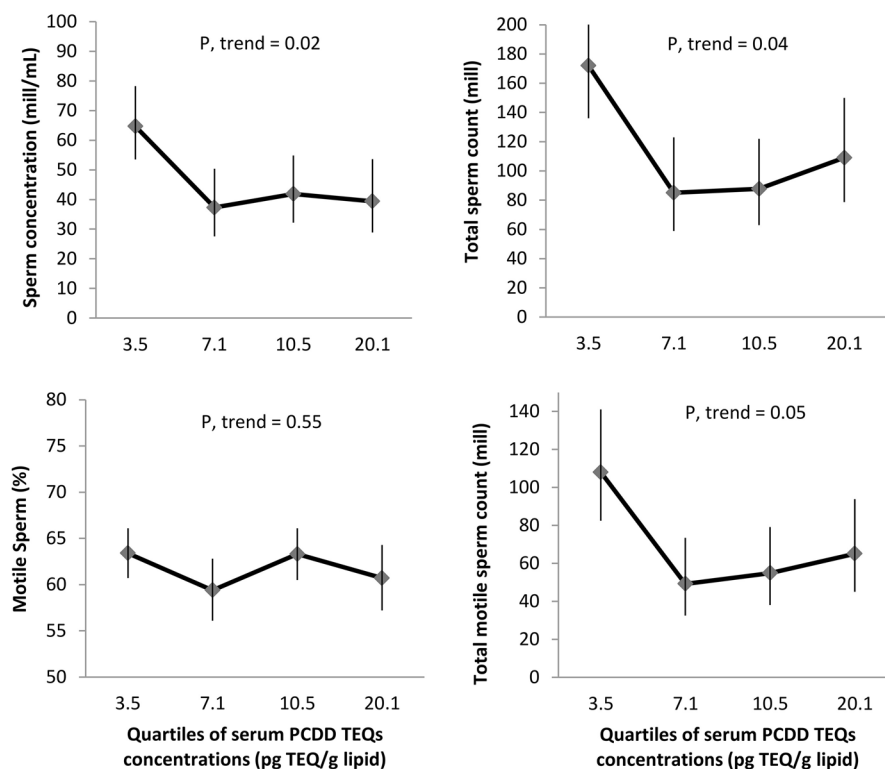 Sperm concentration (mill/mL)
100
90
80
70
60
50
40
30
20
10
0
P, trend = 0.02
3.5 7.1 10.5 20.1
Total sperm count (mill)
200
180
160
140
120
100
80
60
40
20
0
P, trend = 0.04
3.5 7.1 10.5 20.1
Motile Sperm (%)
80
75
70
65
60
55
50
P, trend = 0.55
3.5 7.1 10.5 20.1
Quartiles of serum PCDD TEQs
concentrations (pg TEQ/g lipid)
Total motile sperm count (mill)
140
120
100
80
60
40
20
0
P, trend = 0.05
3.5 7.1 10.5 20.1
Quartiles of serum PCDD TEQs
concentrations (pg TEQ/g lipid)